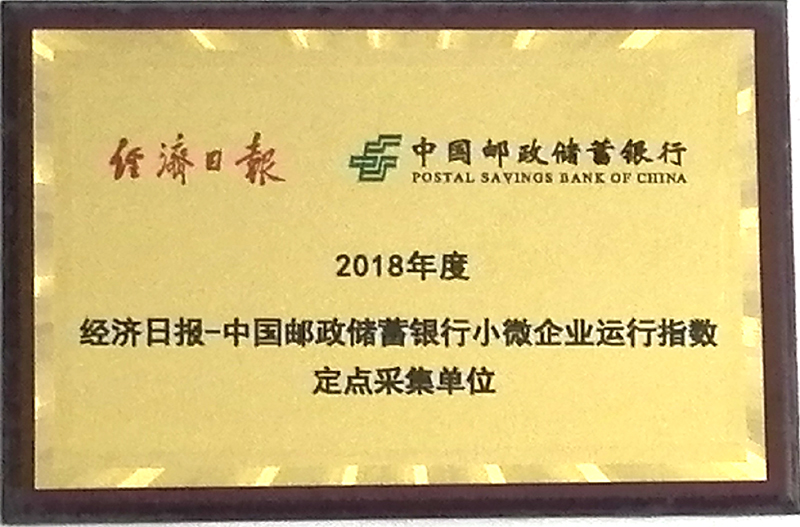 經濟日報
中国邮政储蓄银行
POSTAL SAVINGS BANK OF CHINA
2018年度
经济日报-中国邮政储蓄银行小微企业运行指数
定点采集单位